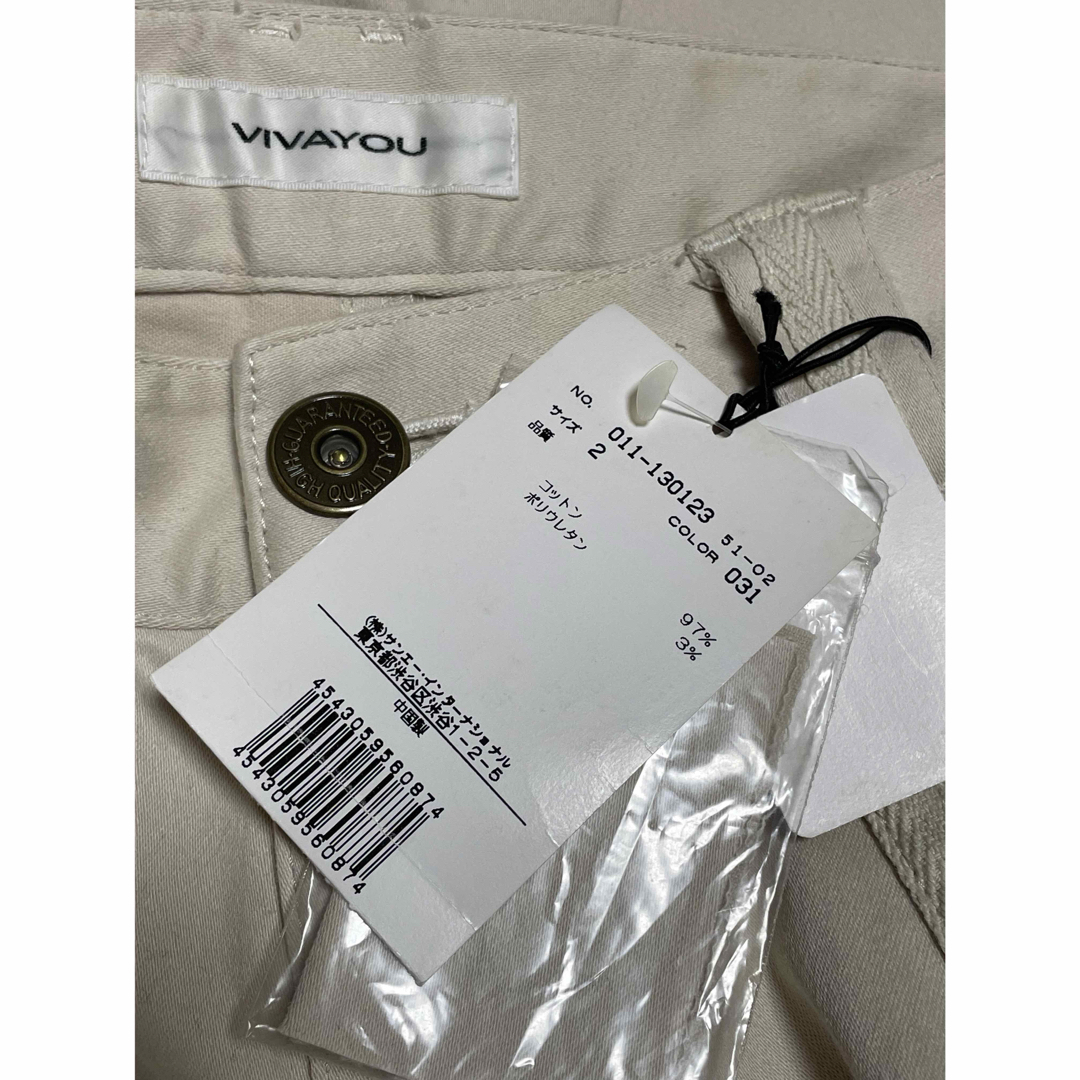 VIVAYOU
GUARANTEED
HIGH QUALITY
NO. 011-130123 51-02
サイズ 2 COLOR 031
品質
コットン 97%
ポリウレタン 3%
(株)サンエー・インターナショナル
東京都渋谷区渋谷1-2-5
中国製
4543059560874
4543059560874